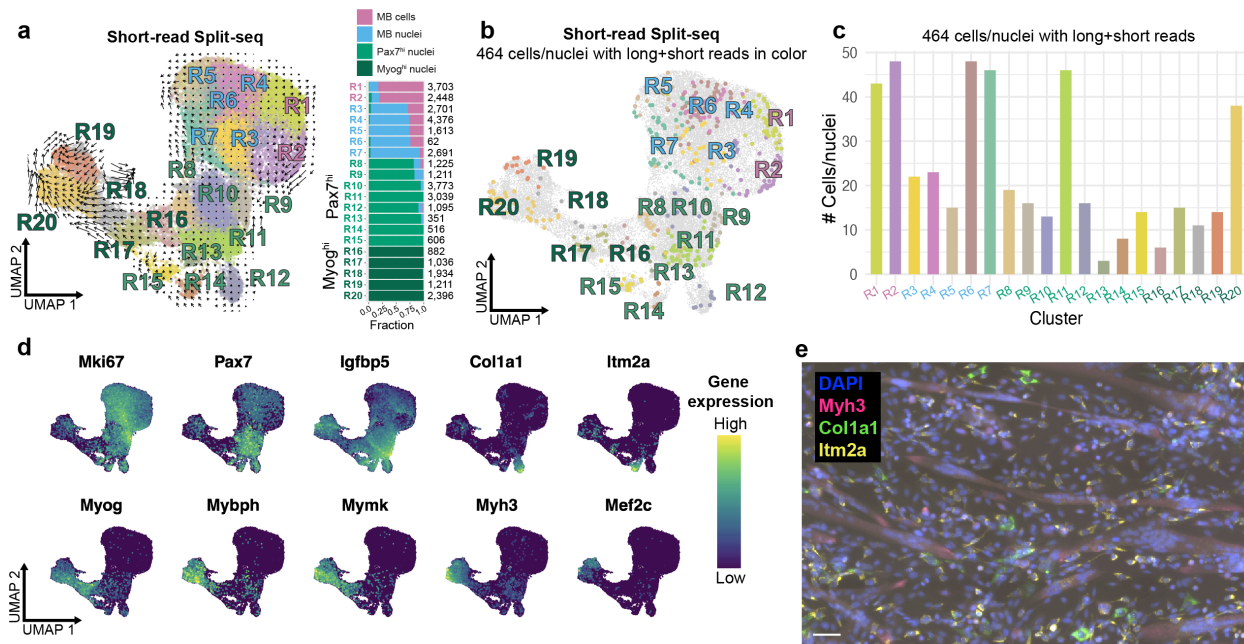 a
Short-read Split-seq
R5
R4
R6
R1
R7
R3
R2
R19
R8
R18
R10
R9
R20
R16
R17
R13
R11
R15
R14
R12
UMAP 2
UMAP 1
MB cells
MB nuclei
Pax7hi nuclei
Myoghi nuclei
R1 3,703
R2 2,448
R3 2,701
R4 4,376
R5 1,613
R6 62
R7 2,691
R8 1,225
R9 1,211
R10 3,773
R11 3,039
R12 1,095
R13 351
R14 516
R15 606
R16 882
R17 1,036
R18 1,934
R19 1,211
R20 2,396
Pax7hi
Myoghi
0.0 0.25 0.50 0.75 1.0
Fraction
b
Short-read Split-seq
464 cells/nuclei with long+short reads in color
R5
R6
R4
R1
R7
R3
R2
R19
R18
R20
R8
R10
R9
R17
R16
R11
R13
R15
R14
R12
UMAP 2
UMAP 1
c
464 cells/nuclei with long+short reads
# Cells/nuclei
50
40
30
20
10
0
R1 R2 R3 R4 R5 R6 R7 R8 R9 R10 R11 R12 R13 R14 R15 R16 R17 R18 R19 R20
Cluster
d
Mki67 Pax7 Igfbp5 Col1a1 Itm2a
Myog Mybph Mymk Myh3 Mef2c
Gene
expression
High
Low
UMAP 2
UMAP 1
e
DAPI
Myh3
Col1a1
Itm2a